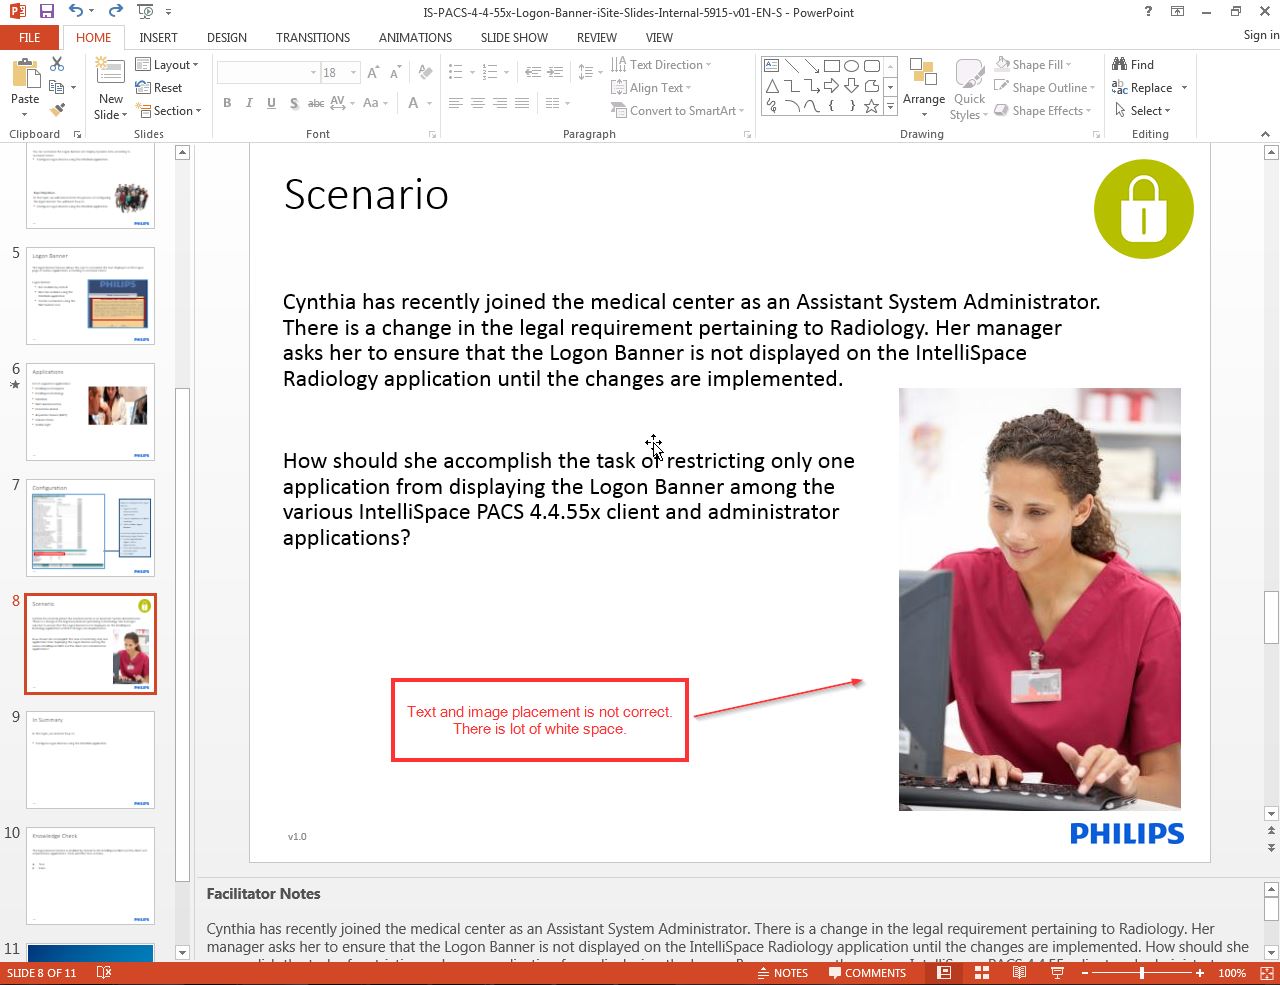 IS-PACS-4-4-55x-Logon-Banner-iSite-Slides-Internal-5915-v01-EN-S - PowerPoint
?
FILE
HOME
INSERT
DESIGN
TRANSITIONS
ANIMATIONS
SLIDE SHOW
REVIEW
VIEW
Sign in
Paste
New
Slide
Layout
Reset
Section
18
B I U S abc AV Aa A
Text Direction
Align Text
Convert to SmartArt
Arrange
Quick
Styles
Shape Fill
Shape Outline
Shape Effects
Find
Replace
Select
Clipboard
Slides
Font
Paragraph
Drawing
Editing
PHILIPS
5
Logon Banner
PHILIPS
PHILIPS
6
Applications
PHILIPS
7
Configuration
PHILIPS
8
Scenario
PHILIPS
9
In Summary
PHILIPS
10
Knowledge Check
PHILIPS
11
Scenario
Cynthia has recently joined the medical center as an Assistant System Administrator.
There is a change in the legal requirement pertaining to Radiology. Her manager
asks her to ensure that the Logon Banner is not displayed on the IntelliSpace
Radiology application until the changes are implemented.
How should she accomplish the task of restricting only one
application from displaying the Logon Banner among the
various IntelliSpace PACS 4.4.55x client and administrator
applications?
Text and image placement is not correct.
There is lot of white space.
v1.0
PHILIPS
Facilitator Notes
Cynthia has recently joined the medical center as an Assistant System Administrator. There is a change in the legal requirement pertaining to Radiology. Her
manager asks her to ensure that the Logon Banner is not displayed on the IntelliSpace Radiology application until the changes are implemented. How should she
SLIDE 8 OF 11
NOTES
COMMENTS
100%